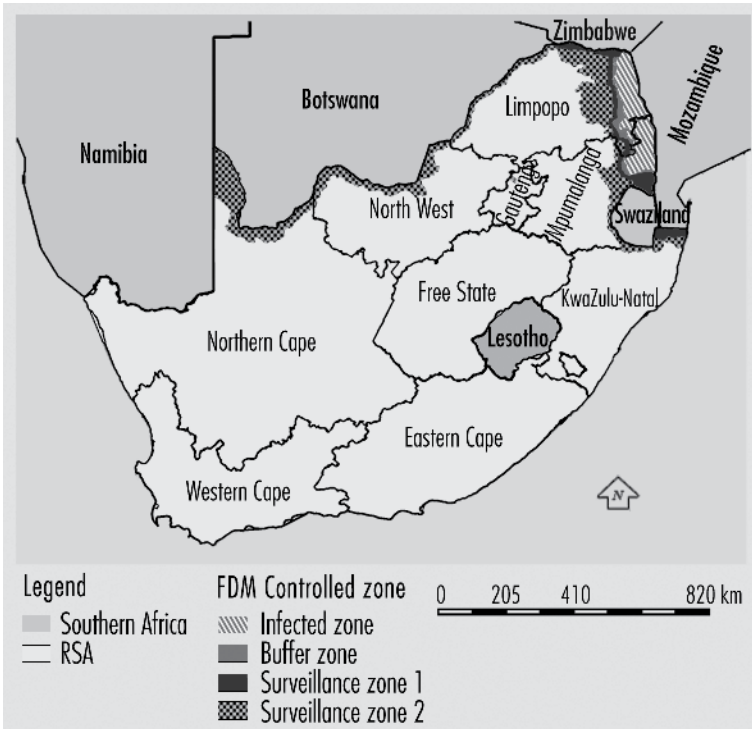 Zimbabwe
Botswana
Limpopo
Mozambique
Namibia
North West
Gauteng
Mpumalanga
Swaziland
Free State
KwaZulu-Natal
Northern Cape
Lesotho
Eastern Cape
Western Cape
N
Legend
Southern Africa
RSA
FDM Controlled zone
Infected zone
Buffer zone
Surveillance zone 1
Surveillance zone 2
0 205 410 820 km